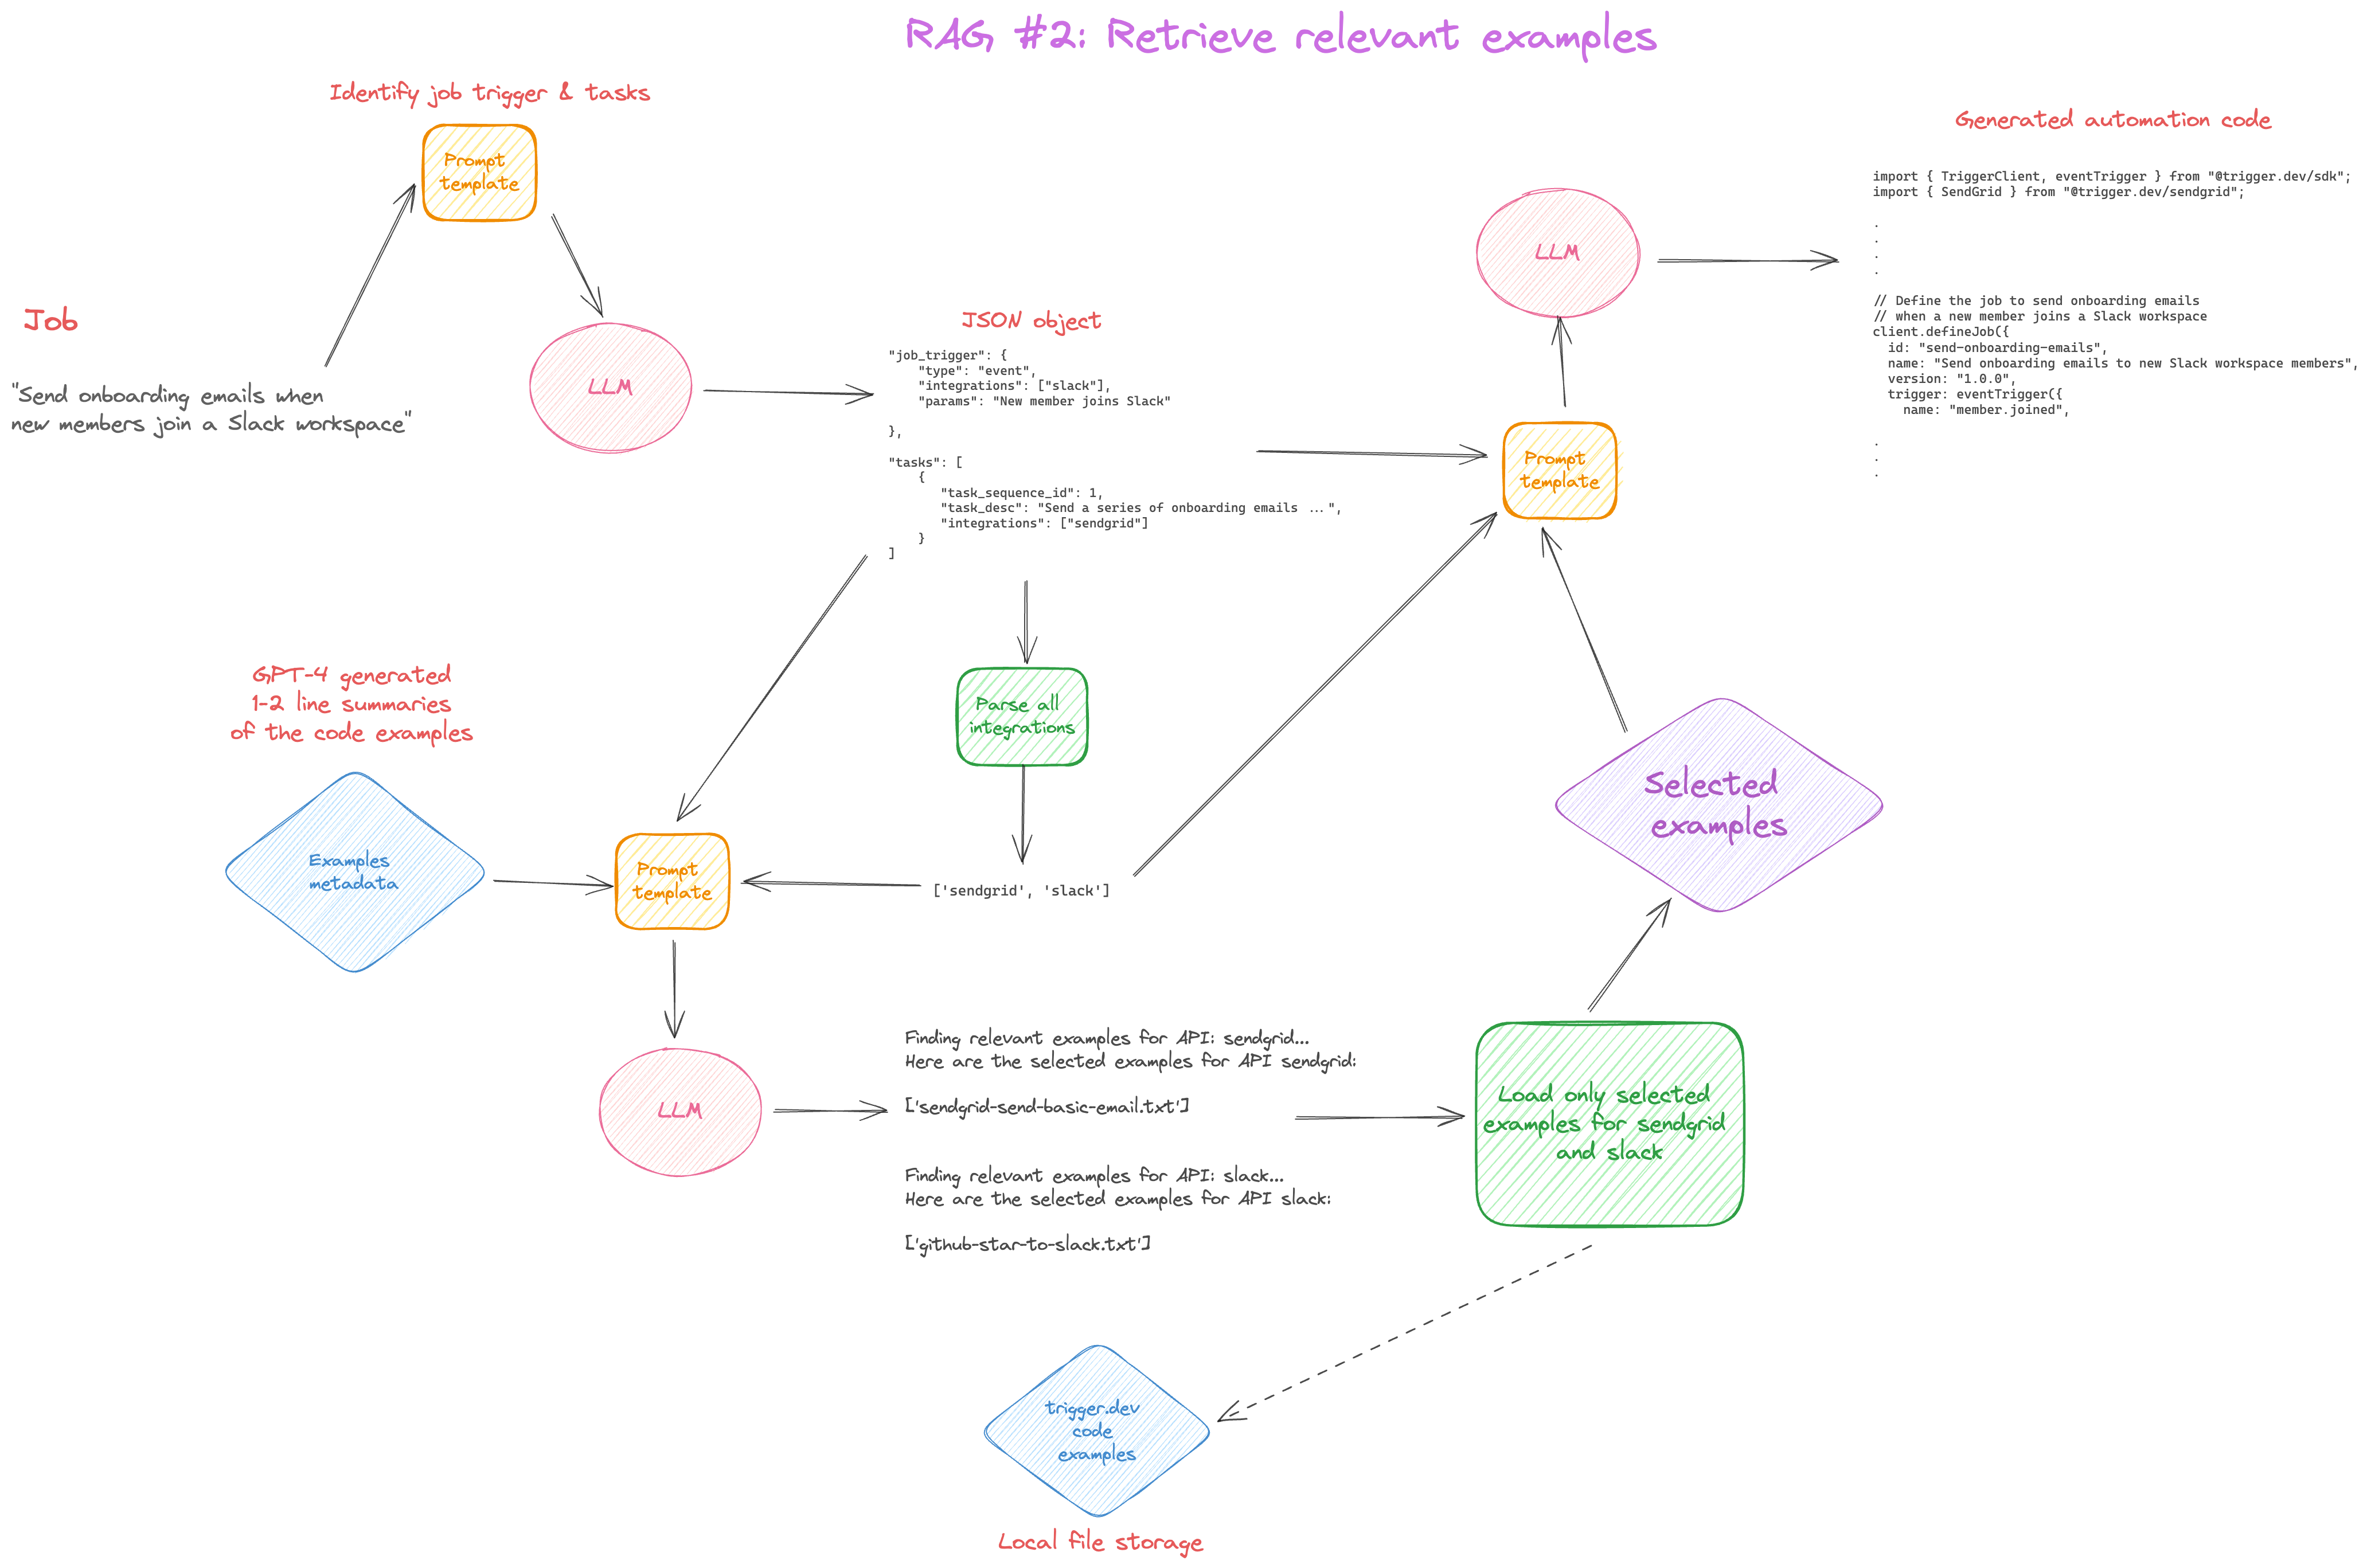 RAG #2: Retrieve relevant examples
Identify job trigger & tasks
Prompt
template
Job
"Send onboarding emails when
new members join a Slack workspace"
LLM
JSON object
"job_trigger": {
    "type": "event",
    "integrations": ["slack"],
    "params": "New member joins Slack"
},
"tasks": [
    {
       "task_sequence_id": 1,
       "task_desc": "Send a series of onboarding emails ...",
       "integrations": ["sendgrid"]
    }
]
Parse all
integrations
['sendgrid', 'slack']
GPT-4 generated
1-2 line summaries
of the code examples
Examples
metadata
Prompt
template
LLM
Finding relevant examples for API: sendgrid...
Here are the selected examples for API sendgrid:
['sendgrid-send-basic-email.txt']
Finding relevant examples for API: slack...
Here are the selected examples for API slack:
['github-star-to-slack.txt']
Load only selected
examples for sendgrid
and slack
trigger.dev
code
examples
Local file storage
Selected
examples
Prompt
template
LLM
Generated automation code
import { TriggerClient, eventTrigger } from "@trigger.dev/sdk";
import { SendGrid } from "@trigger.dev/sendgrid";
.
.
.
.
// Define the job to send onboarding emails
// when a new member joins a Slack workspace
client.defineJob({
  id: "send-onboarding-emails",
  name: "Send onboarding emails to new Slack workspace members",
  version: "1.0.0",
  trigger: eventTrigger({
    name: "member.joined",
.
.
.